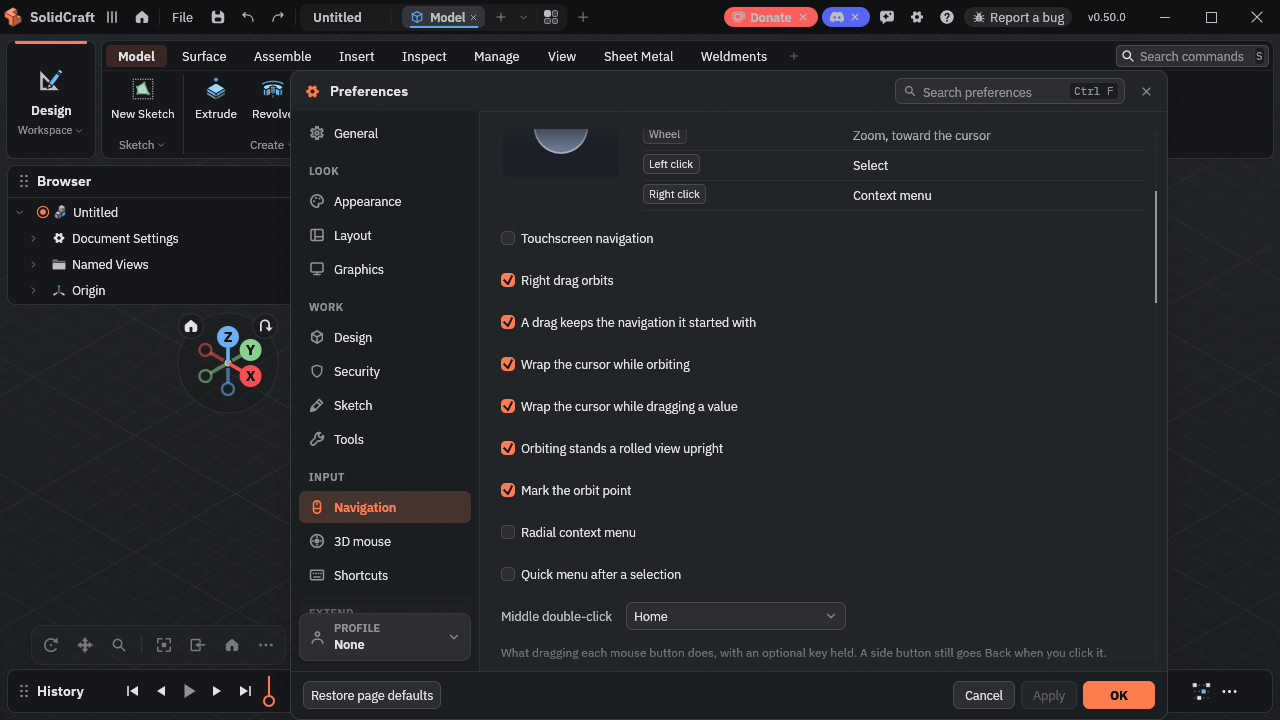 SolidCraft
File
Untitled
Model
Donate
Report a bug
v0.50.0
Model
Surface
Assemble
Insert
Inspect
Manage
View
Sheet Metal
Weldments
Search commands
S
Design
Workspace
New Sketch
Extrude
Revolve
Sketch
Create
Browser
Untitled
Document Settings
Named Views
Origin
Z
Y
X
History
Preferences
Search preferences
Ctrl F
General
LOOK
Appearance
Layout
Graphics
WORK
Design
Security
Sketch
Tools
INPUT
Navigation
3D mouse
Shortcuts
EXTEND
PROFILE
None
Wheel
Zoom, toward the cursor
Left click
Select
Right click
Context menu
Touchscreen navigation
Right drag orbits
A drag keeps the navigation it started with
Wrap the cursor while orbiting
Wrap the cursor while dragging a value
Orbiting stands a rolled view upright
Mark the orbit point
Radial context menu
Quick menu after a selection
Middle double-click
Home
What dragging each mouse button does, with an optional key held. A side button still goes Back when you click it.
Restore page defaults
Cancel
Apply
OK